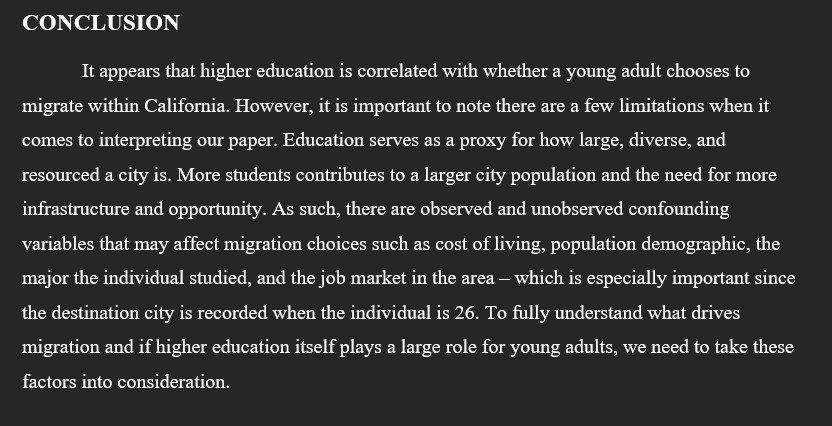 CONCLUSION
It appears that higher education is correlated with whether a young adult chooses to
migrate within California. However, it is important to note there are a few limitations when it
comes to interpreting our paper. Education serves as a proxy for how large, diverse, and
resourced a city is. More students contributes to a larger city population and the need for more
infrastructure and opportunity. As such, there are observed and unobserved confounding
variables that may affect migration choices such as cost of living, population demographic, the
major the individual studied, and the job market in the area – which is especially important since
the destination city is recorded when the individual is 26. To fully understand what drives
migration and if higher education itself plays a large role for young adults, we need to take these
factors into consideration.